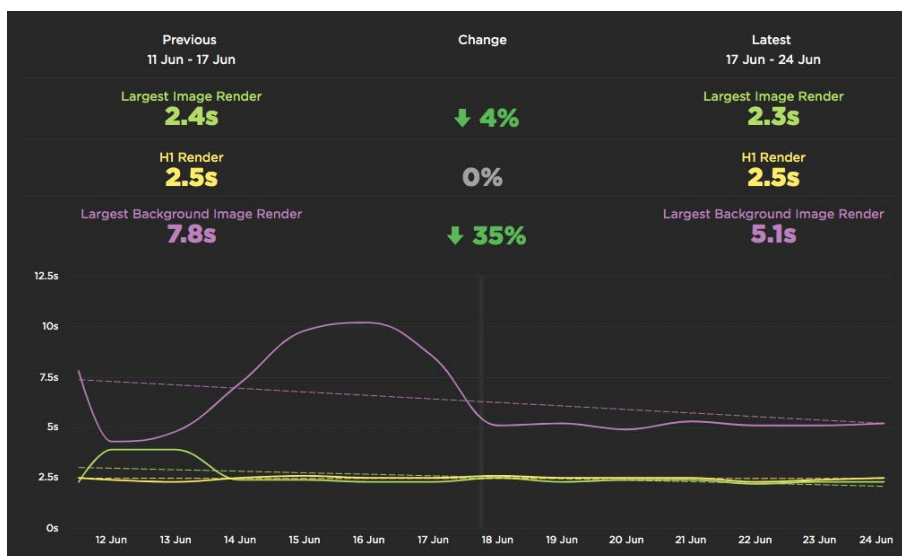 Previous
Change
Latest
11 Jun - 17 Jun
17 Jun - 24 Jun
Largest Image Render
Largest Image Render
2.4s
4%
2.3s
H1 Render
H1 Render
2.5s
0%
2.5s
Largest Background Image Render
Largest Background Image Render
7.8s
35%
5.1s
12.5s
10s
7.5s
5s
2.5s
0s
12 Jun
13 Jun
14 Jun
15 Jun
16 Jun
17 Jun
18 Jun
19 Jun
20 Jun
21 Jun
22 Jun
23 Jun
24 Jun